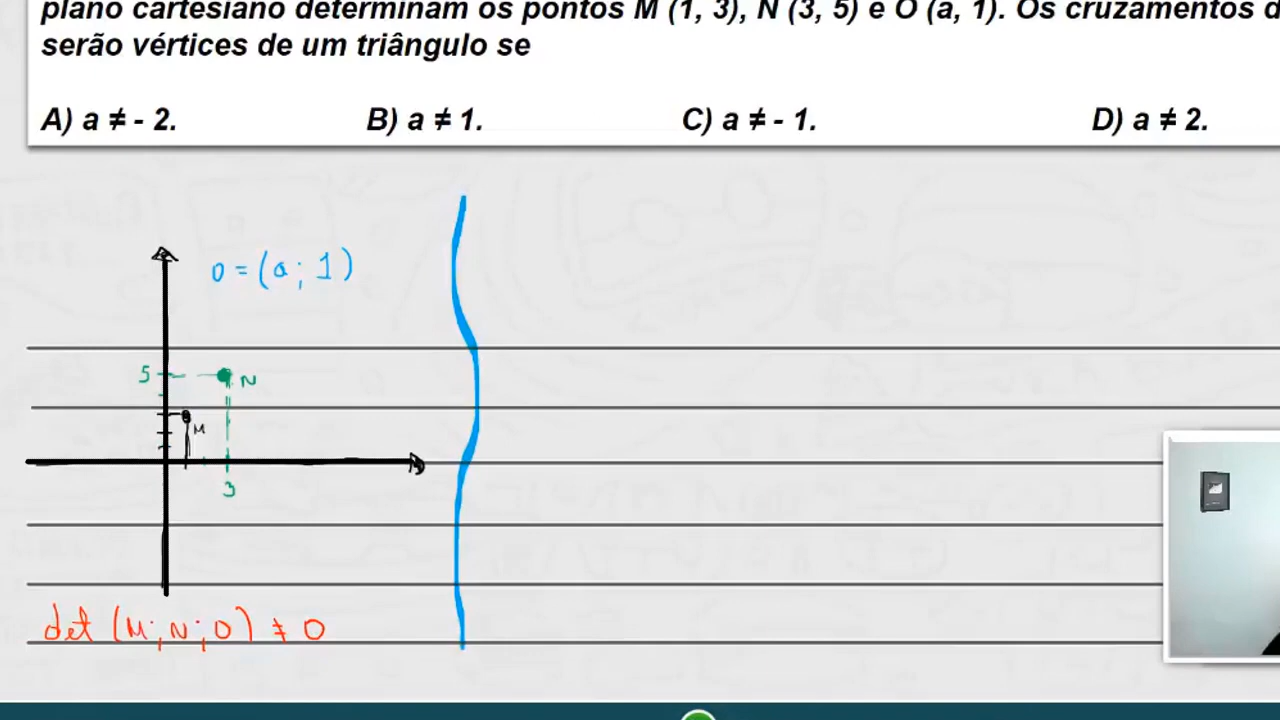 plano cartesiano determinam os pontos M (1, 3), N (3, 5) e O (a, 1). Os cruzamentos d
serão vértices de um triângulo se
A) a ≠ - 2. B) a ≠ 1. C) a ≠ - 1. D) a ≠ 2.
O = (a; 1)
5 N
M
3
det (M; N; O) ≠ 0